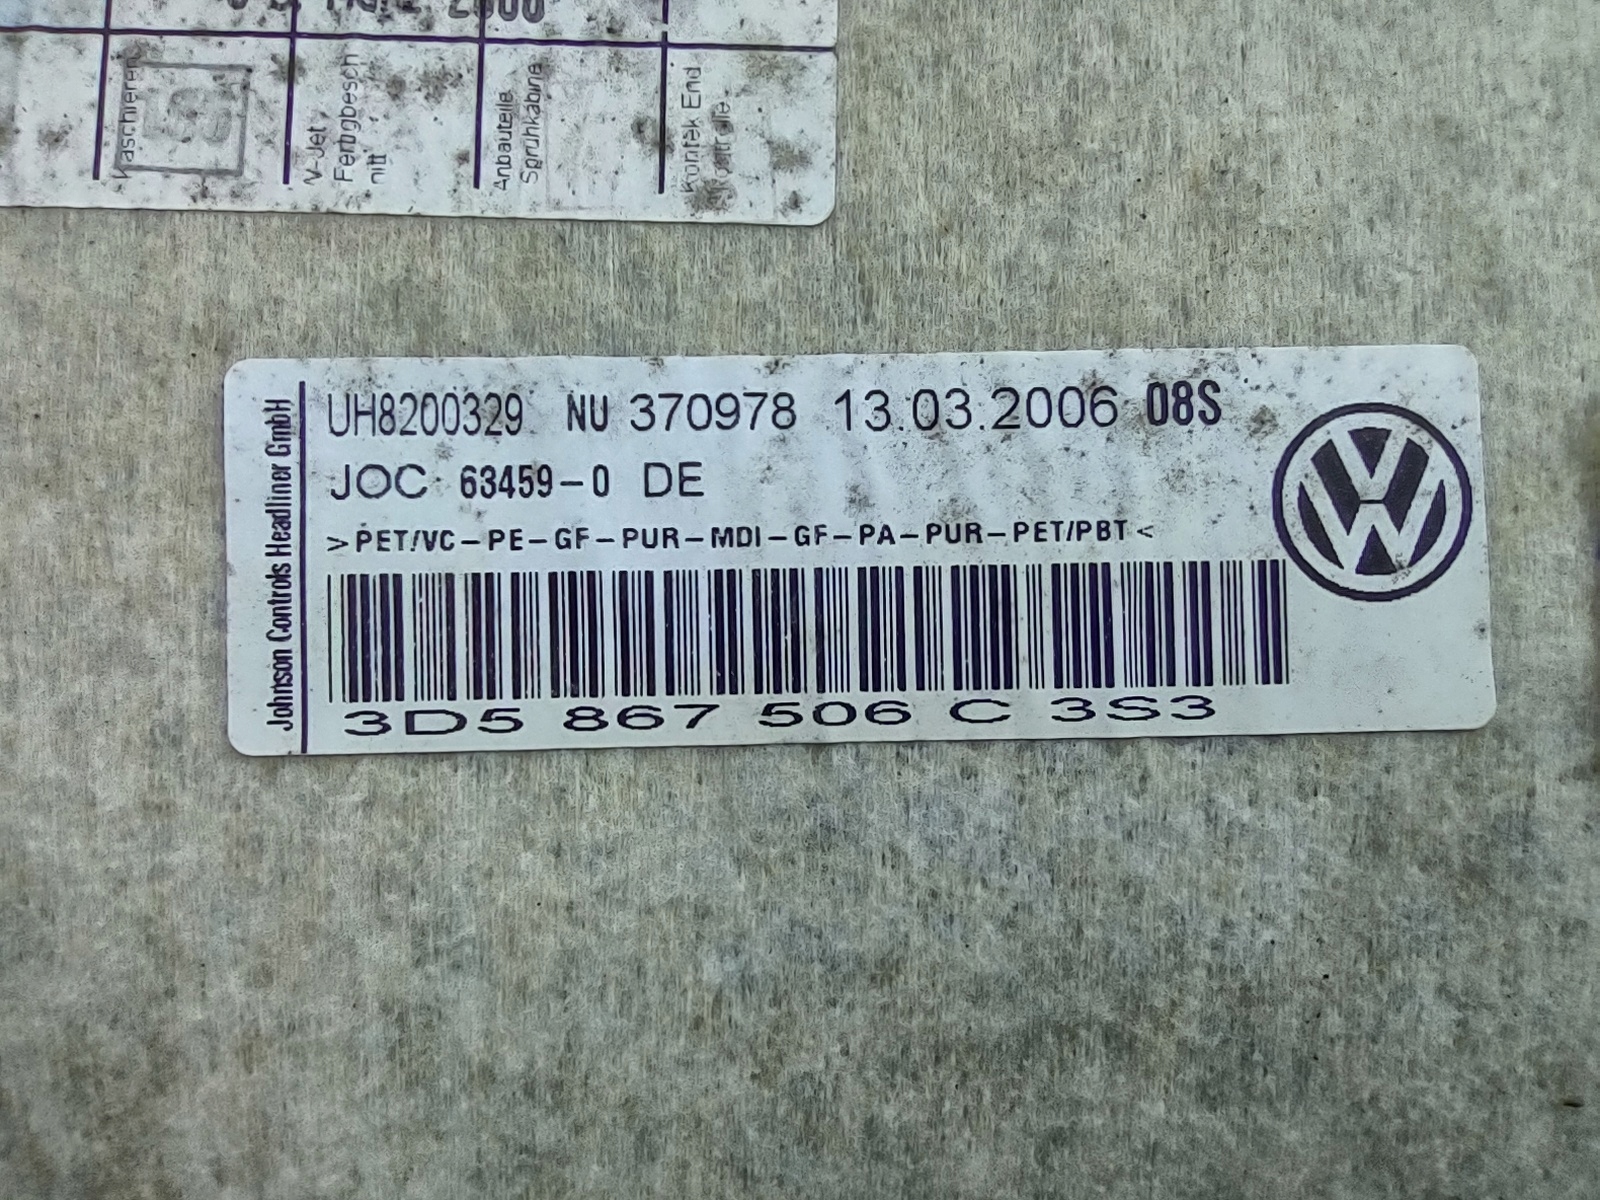 2006
Kaschieren
V-Jet
Fertigbesch
nitt
Anbauteile
Sprühkabine
Kontek End
Kontrolle
Johnson Controls Headliner GmbH
UH8200329 NU 370978 13.03.2006 08S
JOC 63459-0 DE
>PET/VC-PE-GF-PUR-MDI-GF-PA-PUR-PET/PBT<
3D5 867 506 C 3S3